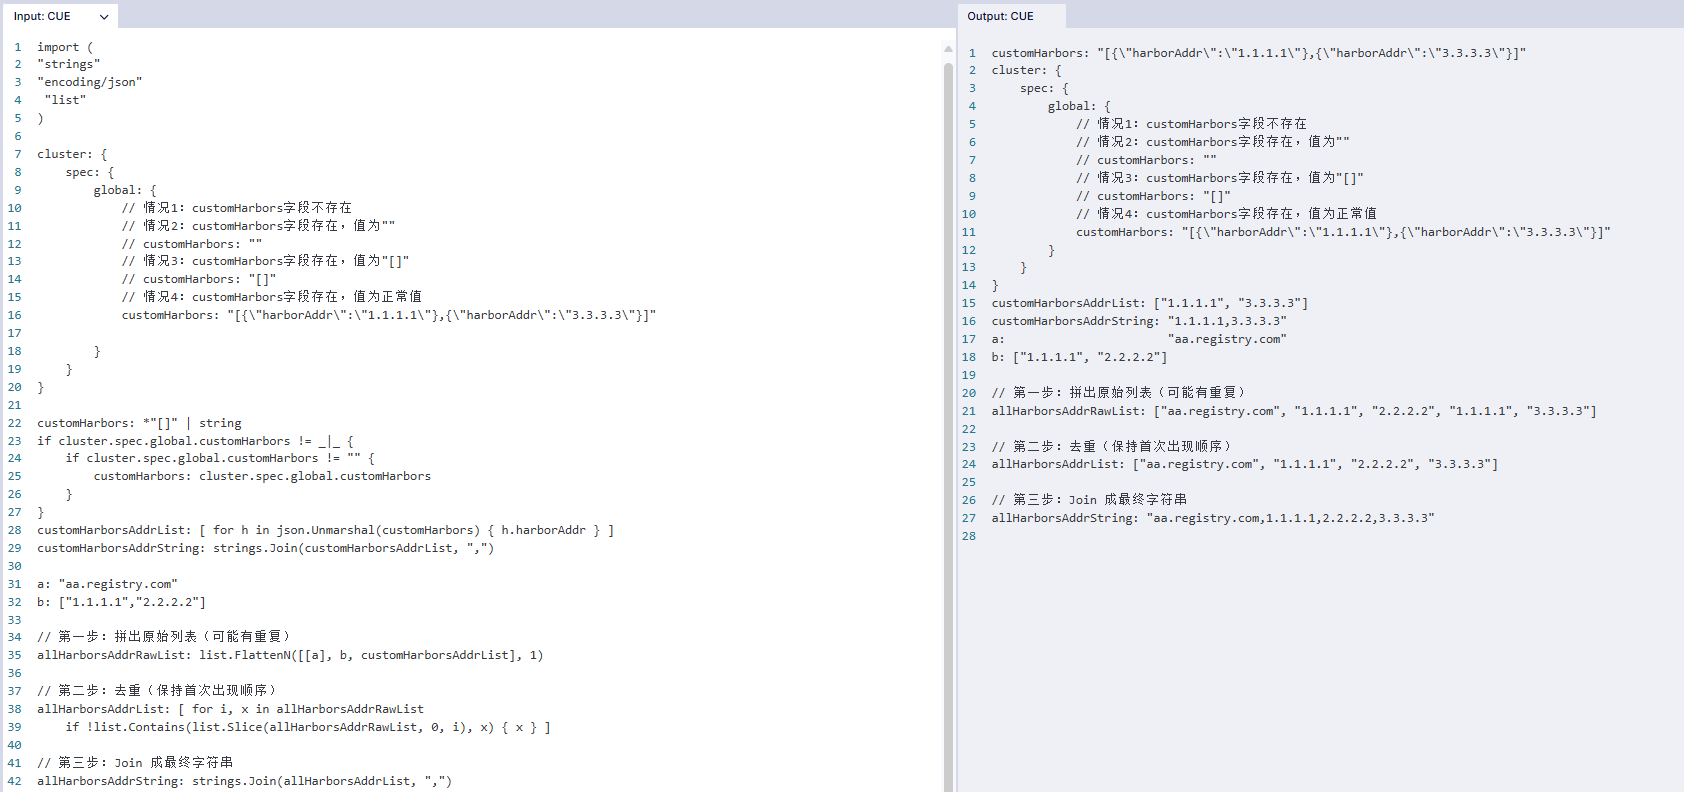 Input: CUE
1 import (
2 "strings"
3 "encoding/json"
4  "list"
5 )
6
7 cluster: {
8     spec: {
9         global: {
10             // 情况1: customHarbors字段不存在
11             // 情况2: customHarbors字段存在，值为""
12             // customHarbors: ""
13             // 情况3: customHarbors字段存在，值为"[]"
14             // customHarbors: "[]"
15             // 情况4: customHarbors字段存在，值为正常值
16             customHarbors: "[{\"harborAddr\":\"1.1.1.1\"},{\"harborAddr\":\"3.3.3.3\"}]"
17
18         }
19     }
20 }
21
22 customHarbors: *"[]" | string
23 if cluster.spec.global.customHarbors != _|_ {
24     if cluster.spec.global.customHarbors != "" {
25         customHarbors: cluster.spec.global.customHarbors
26     }
27 }
28 customHarborsAddrList: [ for h in json.Unmarshal(customHarbors) { h.harborAddr } ]
29 customHarborsAddrString: strings.Join(customHarborsAddrList, ",")
30
31 a: "aa.registry.com"
32 b: ["1.1.1.1","2.2.2.2"]
33
34 // 第一步：拼出原始列表（可能有重复）
35 allHarborsAddrRawList: list.FlattenN([[a], b, customHarborsAddrList], 1)
36
37 // 第二步：去重（保持首次出现顺序）
38 allHarborsAddrList: [ for i, x in allHarborsAddrRawList
39     if !list.Contains(list.Slice(allHarborsAddrRawList, 0, i), x) { x } ]
40
41 // 第三步：Join 成最终字符串
42 allHarborsAddrString: strings.Join(allHarborsAddrList, ",")
Output: CUE
1 customHarbors: "[{\"harborAddr\":\"1.1.1.1\"},{\"harborAddr\":\"3.3.3.3\"}]"
2 cluster: {
3     spec: {
4         global: {
5             // 情况1: customHarbors字段不存在
6             // 情况2: customHarbors字段存在，值为""
7             // customHarbors: ""
8             // 情况3: customHarbors字段存在，值为"[]"
9             // customHarbors: "[]"
10             // 情况4: customHarbors字段存在，值为正常值
11             customHarbors: "[{\"harborAddr\":\"1.1.1.1\"},{\"harborAddr\":\"3.3.3.3\"}]"
12         }
13     }
14 }
15 customHarborsAddrList: ["1.1.1.1", "3.3.3.3"]
16 customHarborsAddrString: "1.1.1.1,3.3.3.3"
17 a:                       "aa.registry.com"
18 b: ["1.1.1.1", "2.2.2.2"]
19
20 // 第一步：拼出原始列表（可能有重复）
21 allHarborsAddrRawList: ["aa.registry.com", "1.1.1.1", "2.2.2.2", "1.1.1.1", "3.3.3.3"]
22
23 // 第二步：去重（保持首次出现顺序）
24 allHarborsAddrList: ["aa.registry.com", "1.1.1.1", "2.2.2.2", "3.3.3.3"]
25
26 // 第三步：Join 成最终字符串
27 allHarborsAddrString: "aa.registry.com,1.1.1.1,2.2.2.2,3.3.3.3"
28